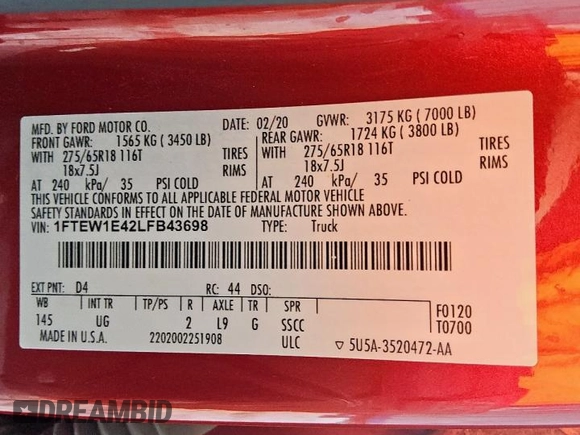 MFD. BY FORD MOTOR CO. DATE: 02/20 GVWR: 3175 KG ( 7000 LB)
FRONT GAWR: 1565 KG ( 3450 LB) REAR GAWR: 1724 KG ( 3800 LB)
WITH 275/65R18 116T TIRES WITH 275/65R18 116T TIRES
18x7.5J RIMS 18x7.5J RIMS
AT 240 kPa/ 35 PSI COLD AT 240 kPa/ 35 PSI COLD
THIS VEHICLE CONFORMS TO ALL APPLICABLE FEDERAL MOTOR VEHICLE
SAFETY STANDARDS IN EFFECT ON THE DATE OF MANUFACTURE SHOWN ABOVE.
VIN: 1FTEW1E42LFB43698 TYPE: Truck
EXT PNT: D4 RC: 44 DSO:
WB INT TR TP/PS R AXLE TR SPR F0120
145 UG 2 L9 G SSCC T0700
MADE IN U.S.A. 2202002251908 ULC ▽ 5U5A-3520472-AA
DREAMBID